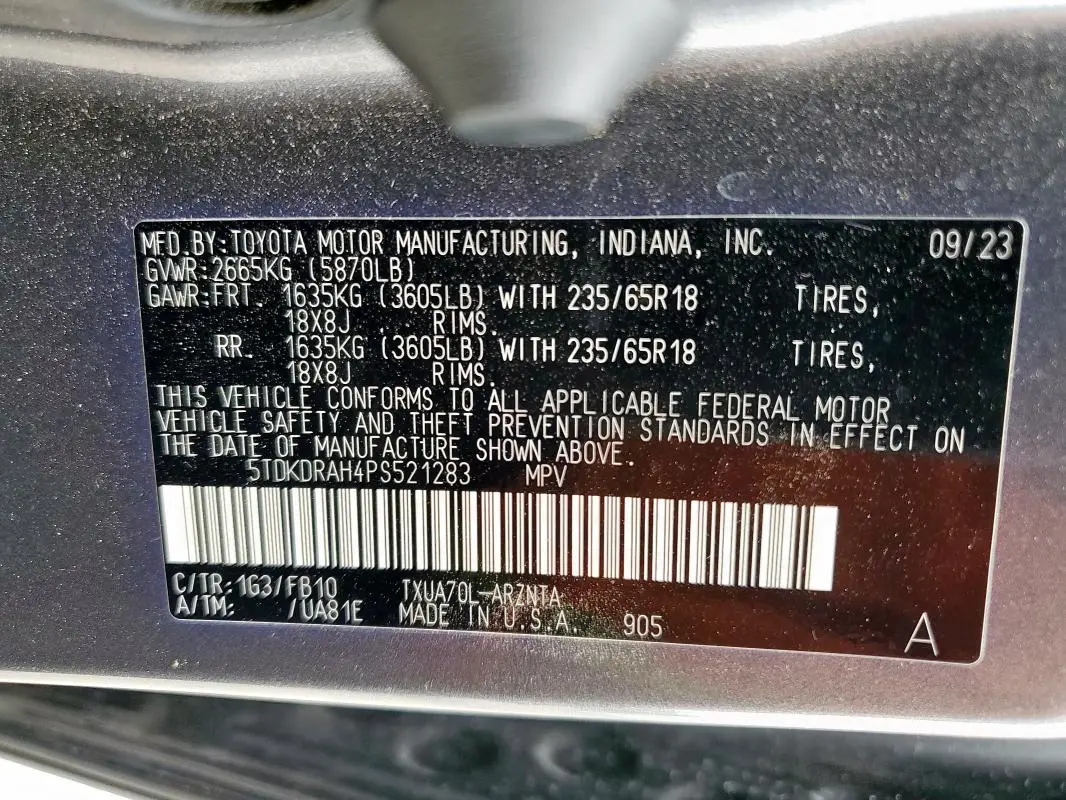 MFD.BY:TOYOTA MOTOR MANUFACTURING, INDIANA, INC. 09/23
GVWR:2665KG (5870LB)
GAWR:FRT. 1635KG (3605LB) WITH 235/65R18 TIRES,
18X8J RIMS.
RR. 1635KG (3605LB) WITH 235/65R18 TIRES,
18X8J RIMS.
THIS VEHICLE CONFORMS TO ALL APPLICABLE FEDERAL MOTOR
VEHICLE SAFETY AND THEFT PREVENTION STANDARDS IN EFFECT ON
THE DATE OF MANUFACTURE SHOWN ABOVE.
5TDKDRAH4PS521283 MPV
C/TR:1G3/FB10 TXUA70L-ARZNTA
A/TM: /UA81E MADE IN U.S.A. 905 A